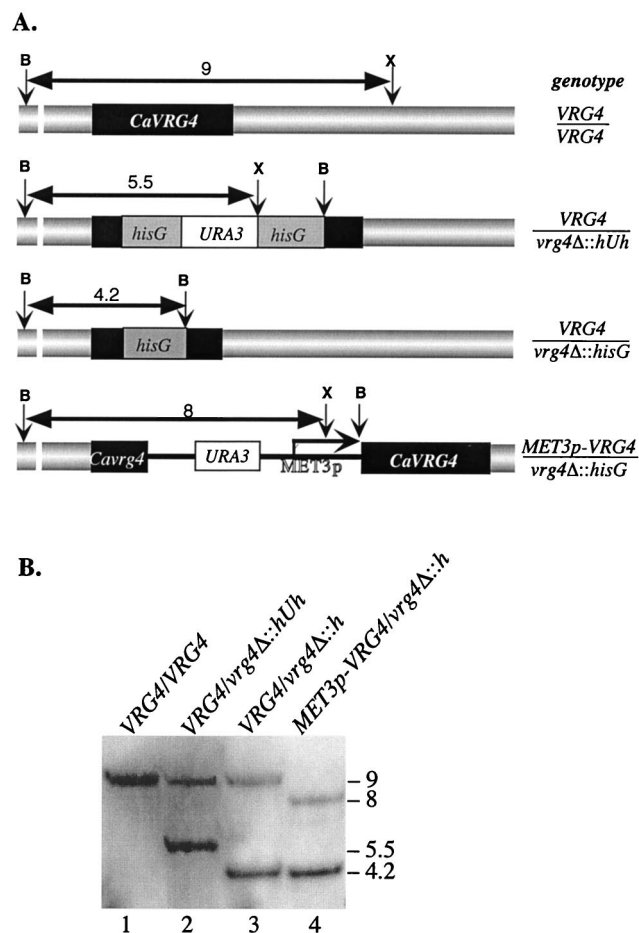 A.
B
9
X
genotype
CaVRG4
VRG4
VRG4
B
5.5
X
B
hisG
URA3
hisG
VRG4
vrg4Δ::hUh
B
4.2
B
hisG
VRG4
vrg4Δ::hisG
B
8
X
B
Cavrg4
URA3
MET3p
CaVRG4
MET3p-VRG4
vrg4Δ::hisG
B.
VRG4/VRG4
VRG4/vrg4Δ::hUh
VRG4/vrg4Δ::h
MET3p-VRG4/vrg4Δ::h
– 9
– 8
– 5.5
– 4.2
1 2 3 4